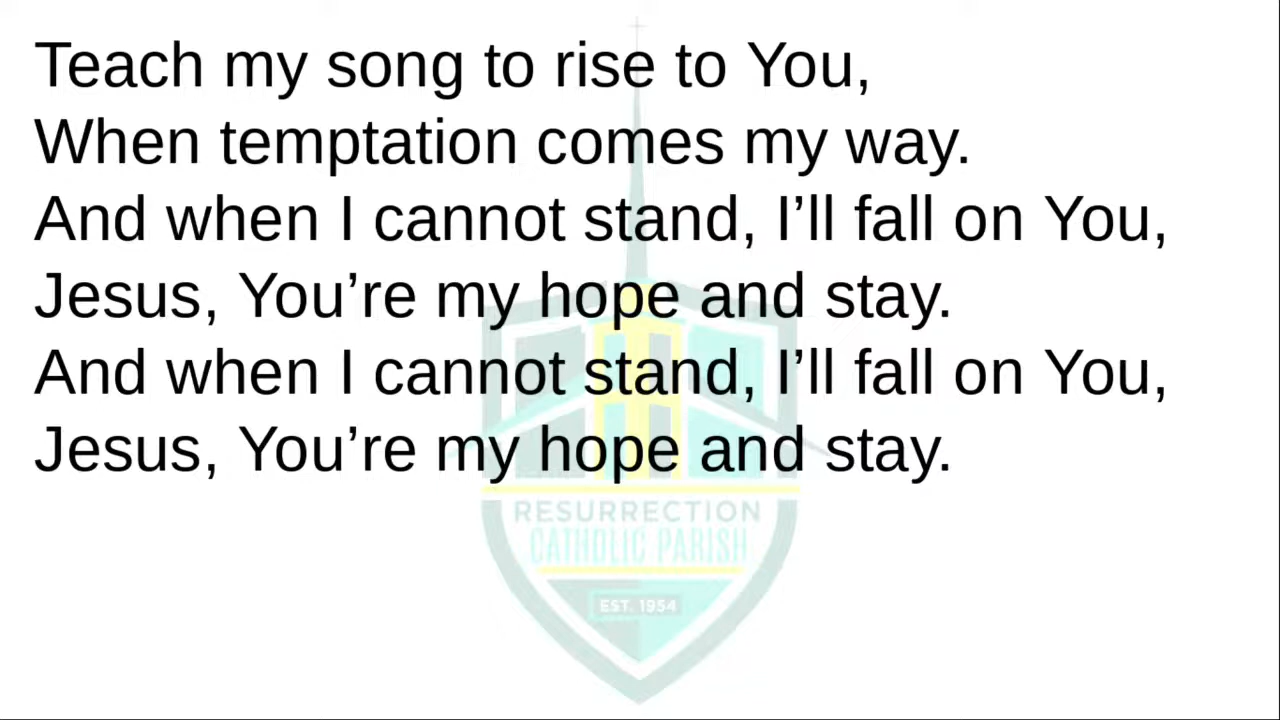 Teach my song to rise to You,
When temptation comes my way.
And when I cannot stand, I’ll fall on You,
Jesus, You’re my hope and stay.
And when I cannot stand, I’ll fall on You,
Jesus, You’re my hope and stay.
RESURRECTION
CATHOLIC PARISH
EST. 1954